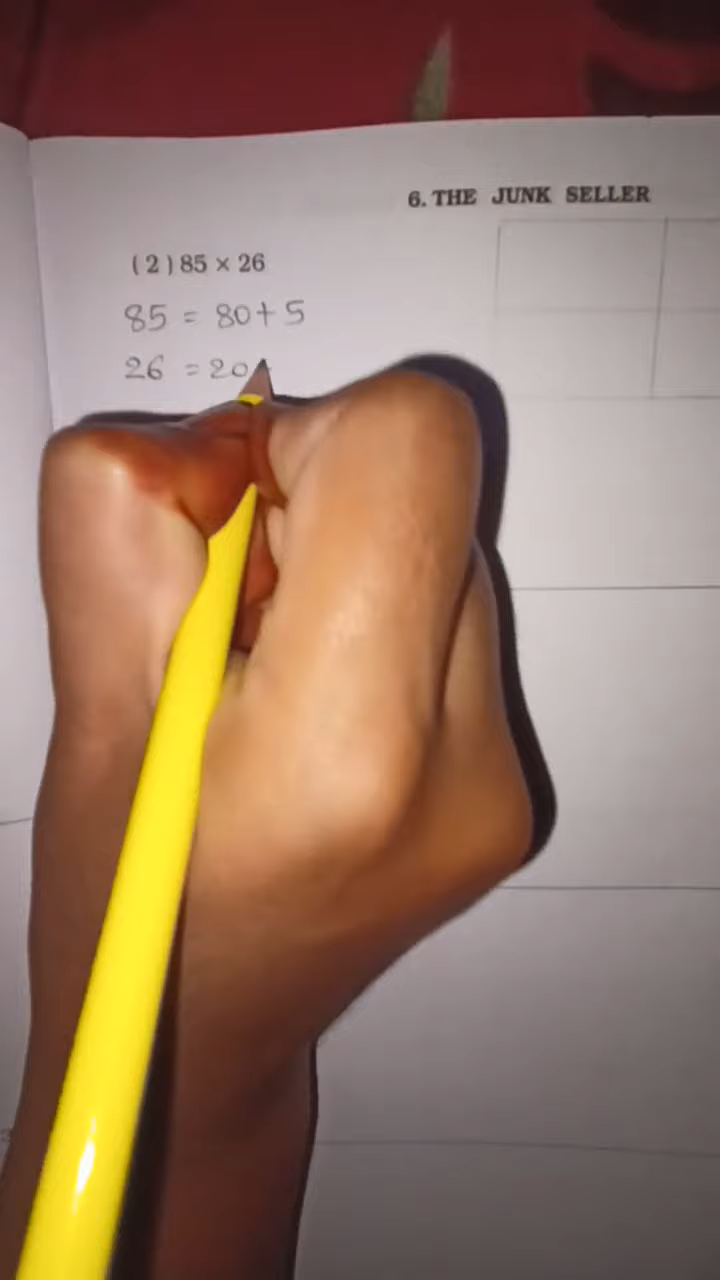 6. THE JUNK SELLER
(2) 85 × 26
85 = 80+5
26 = 20